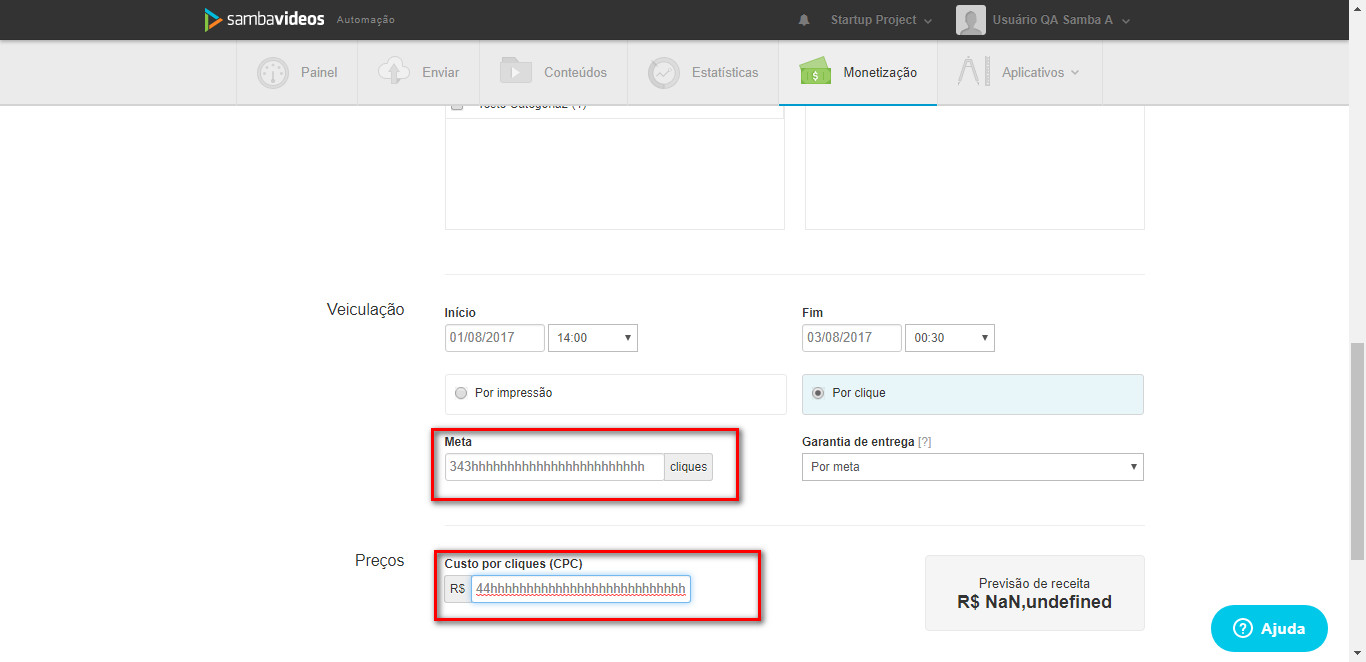 sambavideos Automação Startup Project Usuário QA Samba A
Painel Enviar Conteúdos Estatísticas Monetização Aplicativos
Veiculação
Início Fim
01/08/2017 14:00 03/08/2017 00:30
Por impressão Por clique
Meta Garantia de entrega [?]
343hhhhhhhhhhhhhhhhhhhhhhhh cliques Por meta
Preços
Custo por cliques (CPC)
R$ 44hhhhhhhhhhhhhhhhhhhhhhhhhhh
Previsão de receita
R$ NaN,undefined
Ajuda